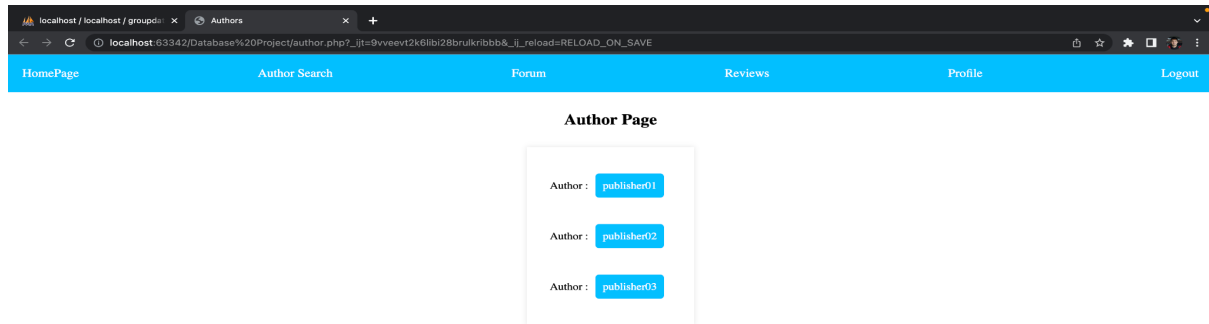 localhost / localhost / groupdat
Authors
localhost:63342/Database%20Project/author.php?_ijt=9vveevt2k6libi28brulkribbb&_ij_reload=RELOAD_ON_SAVE
HomePage Author Search Forum Reviews Profile Logout
Author Page
Author : publisher01
Author : publisher02
Author : publisher03